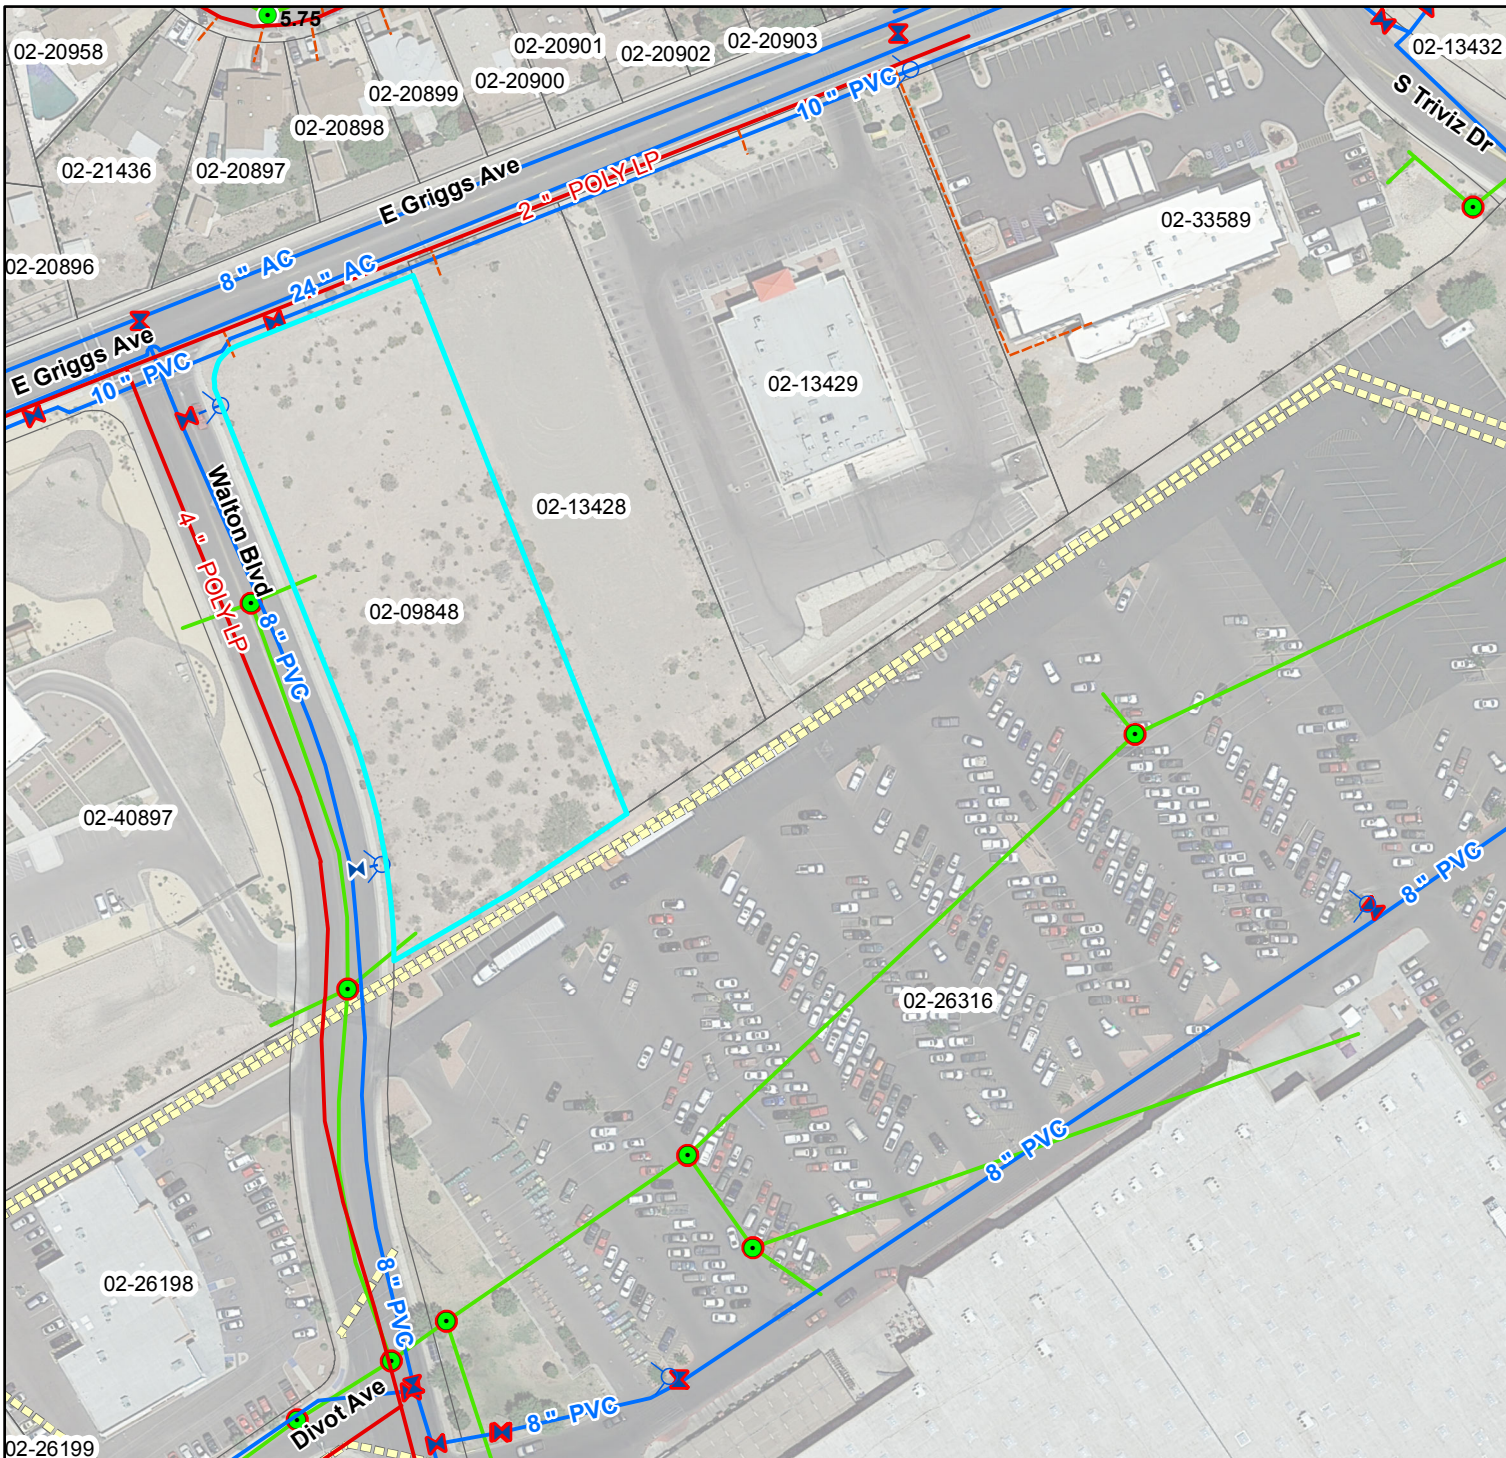 5.75
02-20958
02-20901
02-20902
02-20903
02-13432
02-20900
02-20899
02-20898
10 " PVC
S Triviz Dr
02-21436
02-20897
E Griggs Ave
2 " POLY LP
02-33589
02-20896
8 " AC
24 " AC
E Griggs Ave
10 " PVC
02-13429
02-13428
Walton Blvd
4 " POLY LP
02-09848
8 " PVC
02-40897
8 " PVC
02-26316
8 " PVC
02-26198
8 " PVC
Divot Ave
8 " PVC
02-26199